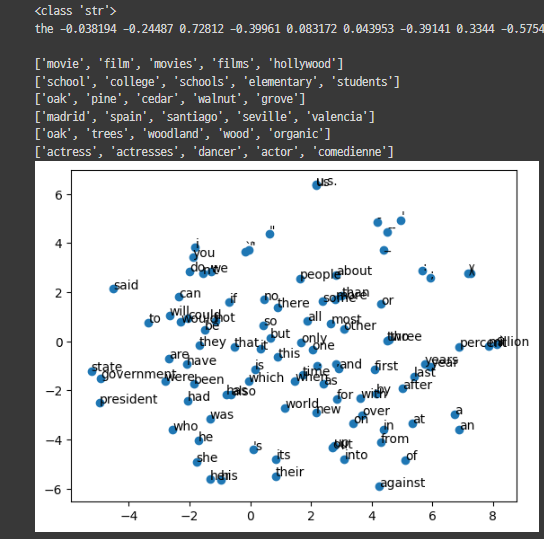 <class 'str'>
the -0.038194 -0.24487 0.72812 -0.39961 0.083172 0.043953 -0.39141 0.3344 -0.5754
['movie', 'film', 'movies', 'films', 'hollywood']
['school', 'college', 'schools', 'elementary', 'students']
['oak', 'pine', 'cedar', 'walnut', 'grove']
['madrid', 'spain', 'santiago', 'seville', 'valencia']
['oak', 'trees', 'woodland', 'wood', 'organic']
['actress', 'actresses', 'dancer', 'actor', 'comedienne']
6
u.s.
us
4
"
i
you
do
we
people
about
said
can
if
no
there
some
than
more
or
2
to
will
could
would
not
be
so
all
most
other
but
0
they
that
it
only
one
two
three
percent
million
are
have
this
and
years
year
state
government
were
been
is
which
time
when
as
first
last
after
-2
president
had
has
also
world
new
for
with
by
over
a
who
was
on
in
at
an
-4
he
's
its
up
out
into
from
of
she
her
his
their
against
-6
-4 -2 0 2 4 6 8